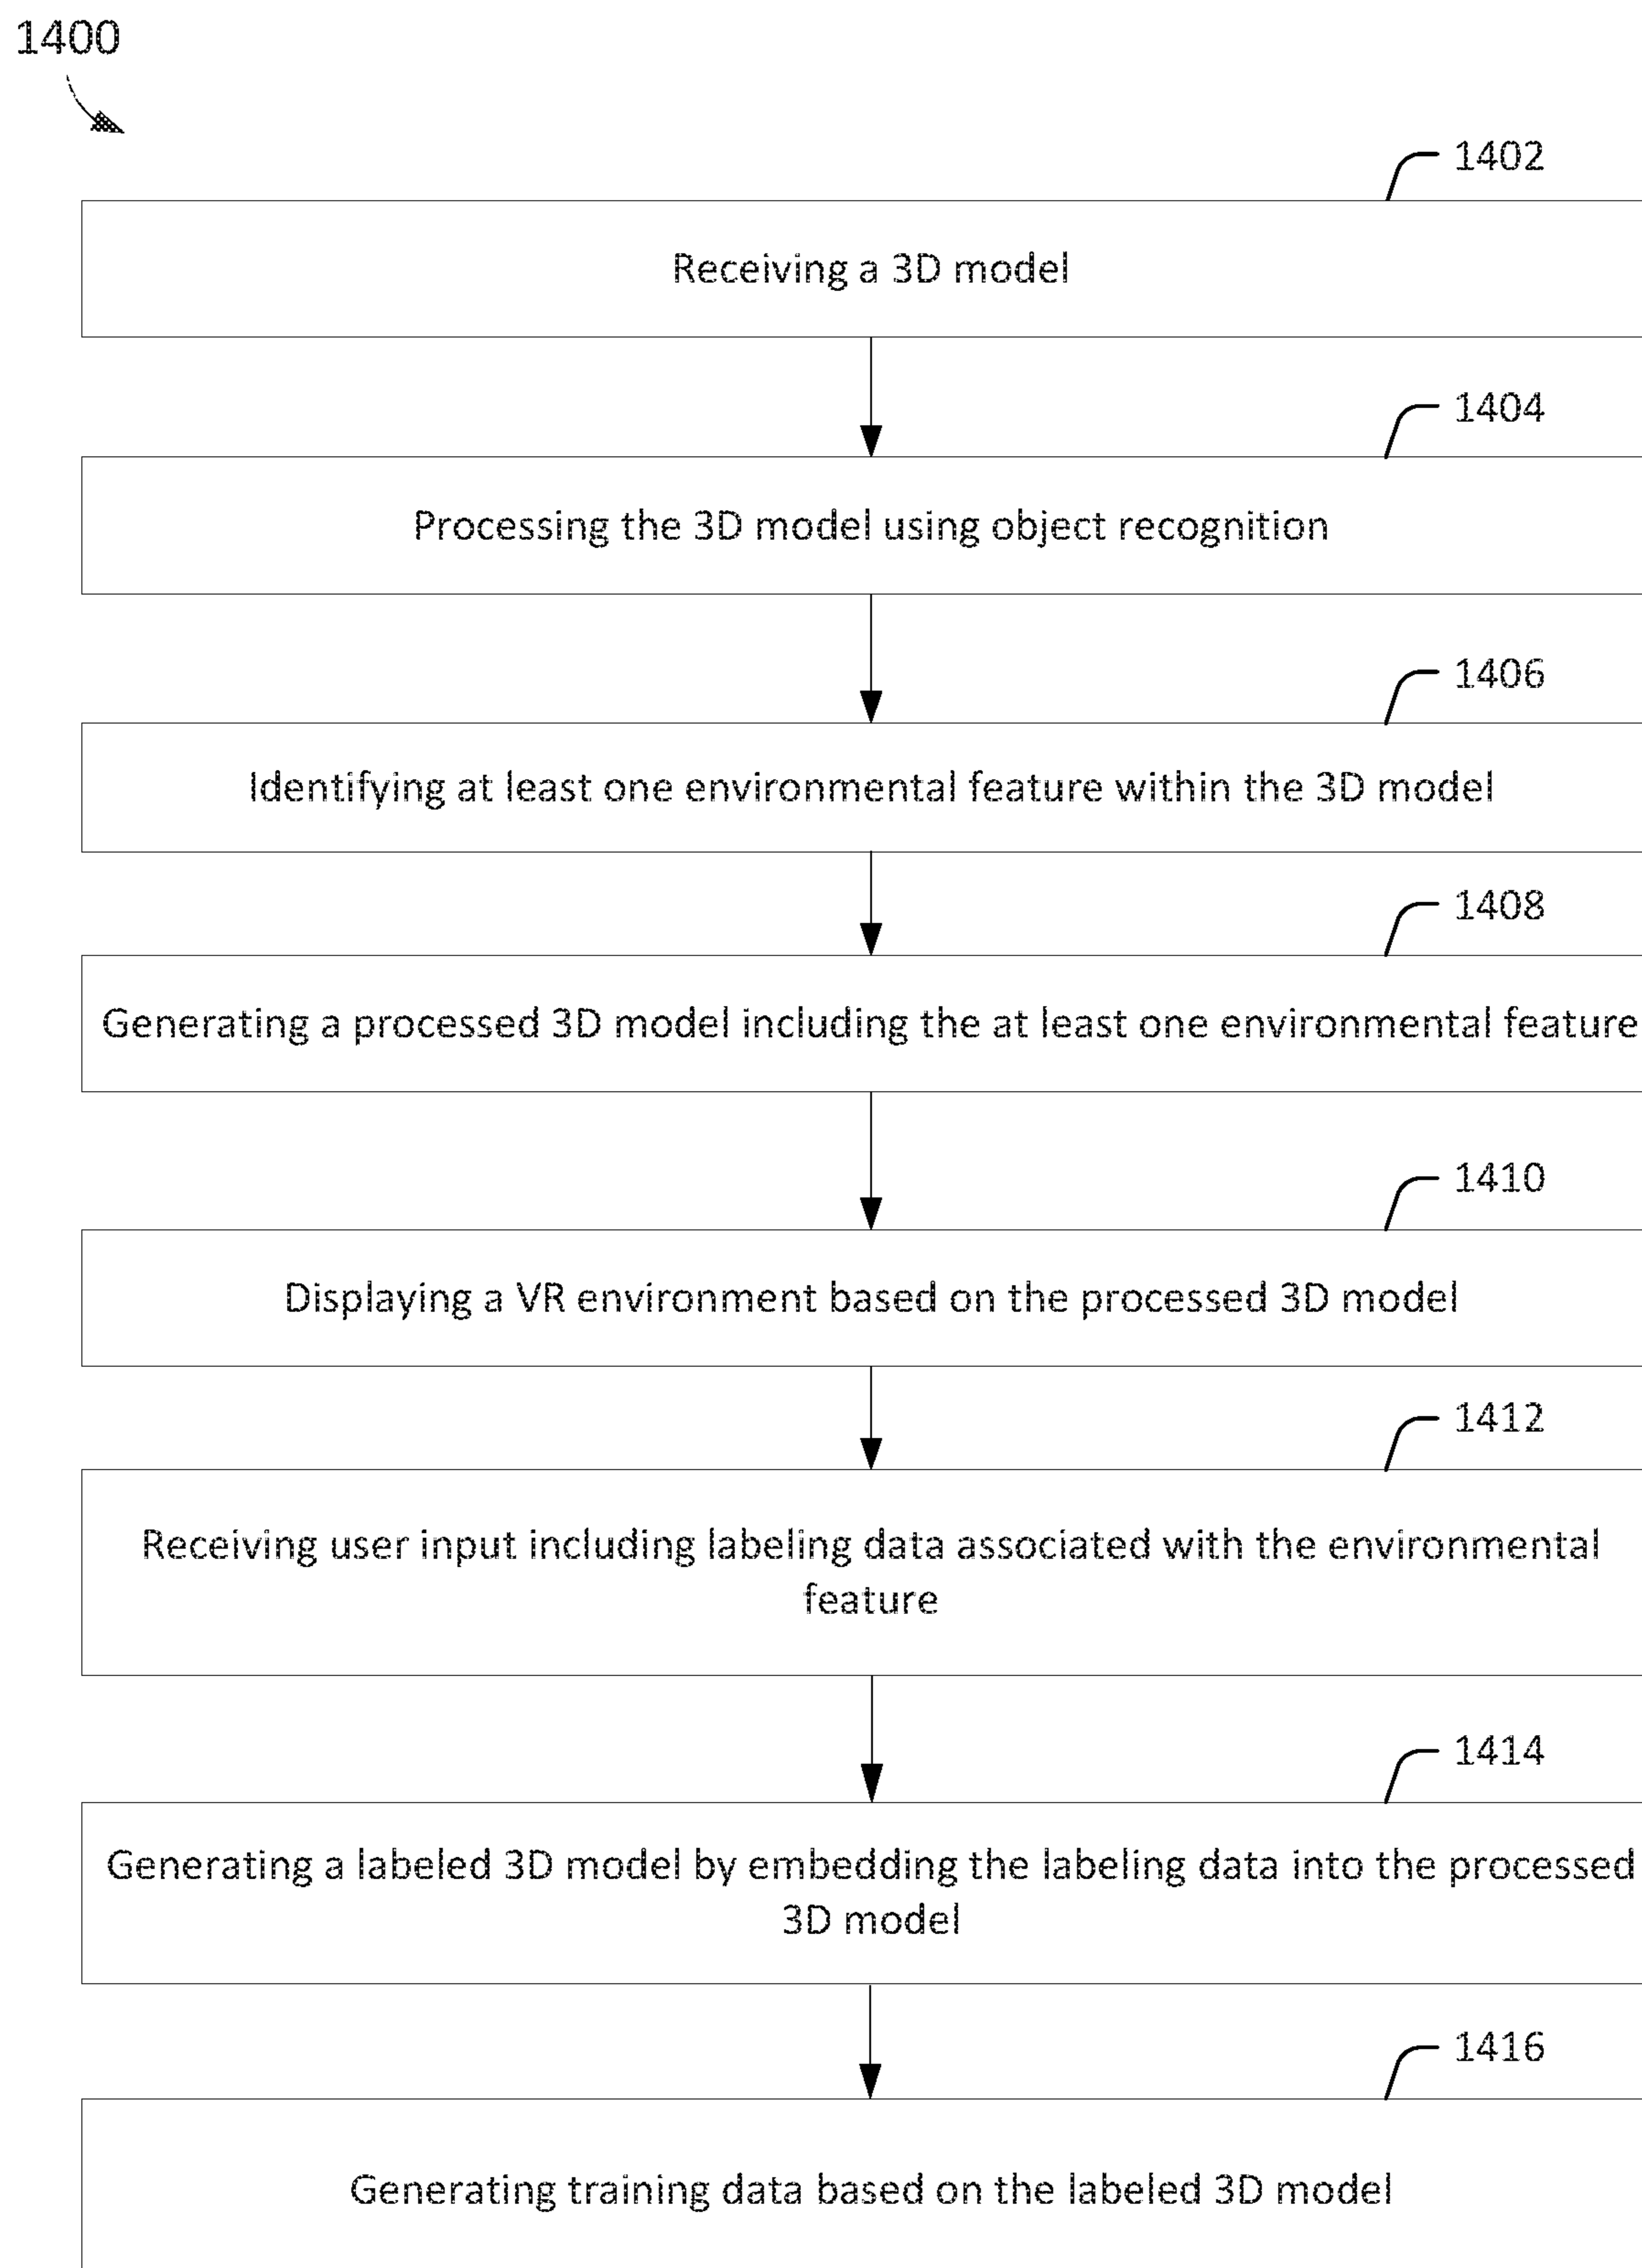 1400
1402
Receiving a 3D model
1404
Processing the 3D model using object recognition
1406
Identifying at least one environmental feature within the 3D model
1408
Generating a processed 3D model including the at least one environmental feature
1410
Displaying a VR environment based on the processed 3D model
1412
Receiving user input including labeling data associated with the environmental
feature
1414
Generating a labeled 3D model by embedding the labeling data into the processed
3D model
1416
Generating training data based on the labeled 3D model